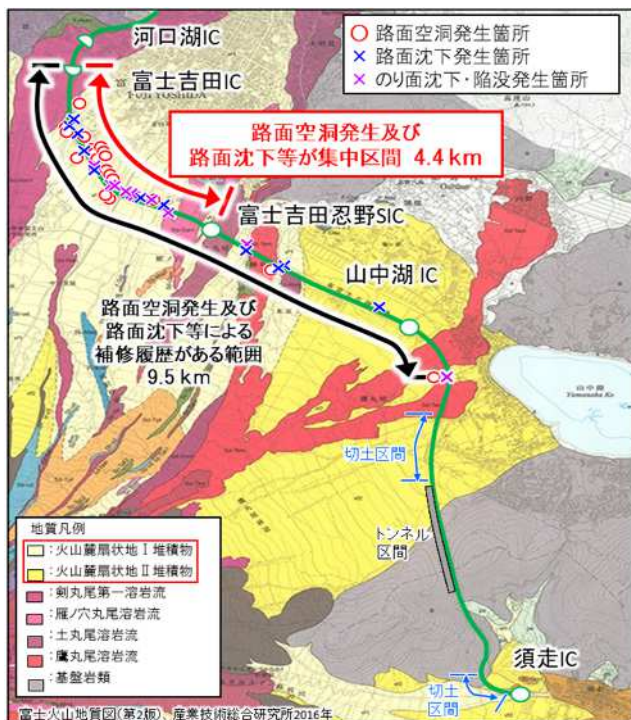 河口湖IC
富士吉田IC
○ 路面空洞発生箇所
× 路面沈下発生箇所
× のり面沈下・陥没発生箇所
FUJIYOSHIDA
路面空洞発生及び
路面沈下等が集中区間 4.4km
富士吉田忍野SIC
山中湖 IC
路面空洞発生及び
路面沈下等による
補修履歴がある範囲
9.5 km
山中湖
Yamanaka Ko
切土区間
トンネル
区間
地質凡例
:火山麓扇状地Ⅰ堆積物
:火山麓扇状地Ⅱ堆積物
:剣丸尾第一溶岩流
:雁ノ穴丸尾溶岩流
:土丸尾溶岩流
:鷹丸尾溶岩流
:基盤岩類
須走IC
切土区間
富士火山地質図(第2版)、産業技術総合研究所2016年